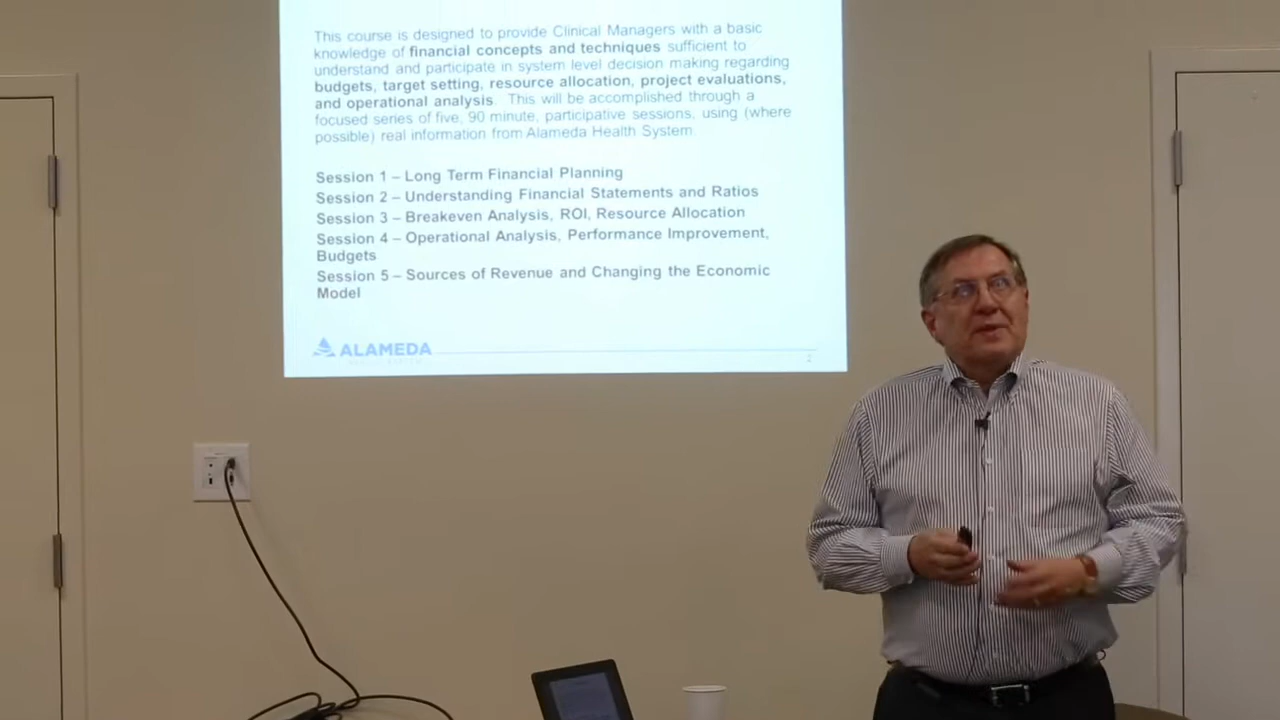 This course is designed to provide Clinical Managers with a basic
knowledge of financial concepts and techniques sufficient to
understand and participate in system level decision making regarding
budgets, target setting, resource allocation, project evaluations,
and operational analysis. This will be accomplished through a
focused series of five, 90 minute, participative sessions, using (where
possible) real information from Alameda Health System
Session 1 – Long Term Financial Planning
Session 2 – Understanding Financial Statements and Ratios
Session 3 – Breakeven Analysis, ROI, Resource Allocation
Session 4 – Operational Analysis, Performance Improvement,
Budgets
Session 5 – Sources of Revenue and Changing the Economic
Model
ALAMEDA
2